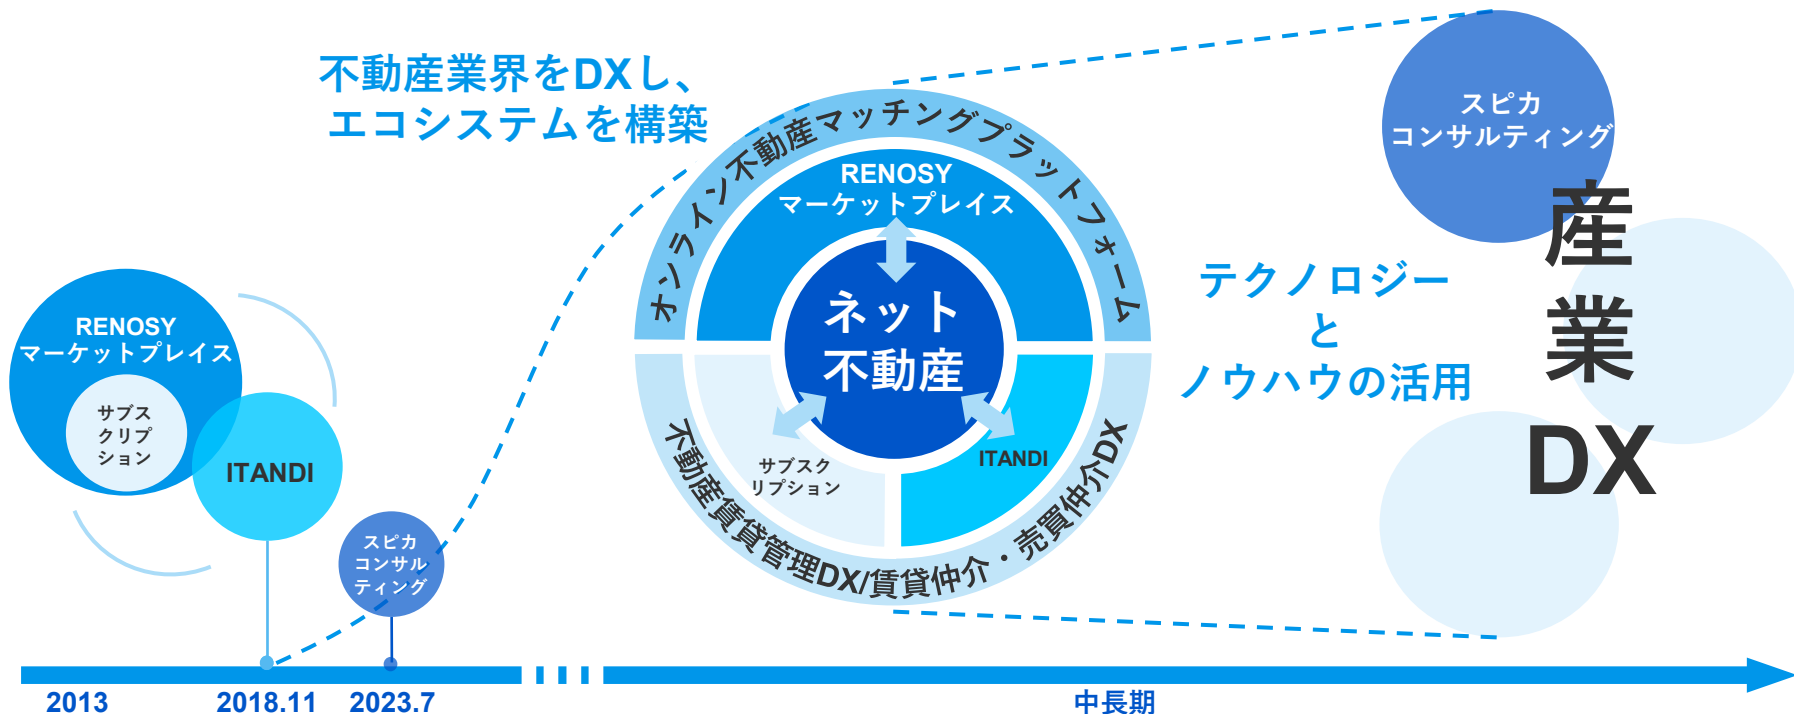 不動産業界をDXし、
エコシステムを構築
RENOSY
マーケットプレイス
サブス
クリプ
ション
ITANDI
スピカ
コンサル
ティング
オンライン不動産マッチングプラットフォーム
RENOSY
マーケットプレイス
ネット
不動産
サブスク
リプション
ITANDI
不動産賃貸管理DX/賃貸仲介・売買仲介DX
テクノロジー
と
ノウハウの活用
スピカ
コンサルティング
産
業
DX
2013
2018.11
2023.7
中長期